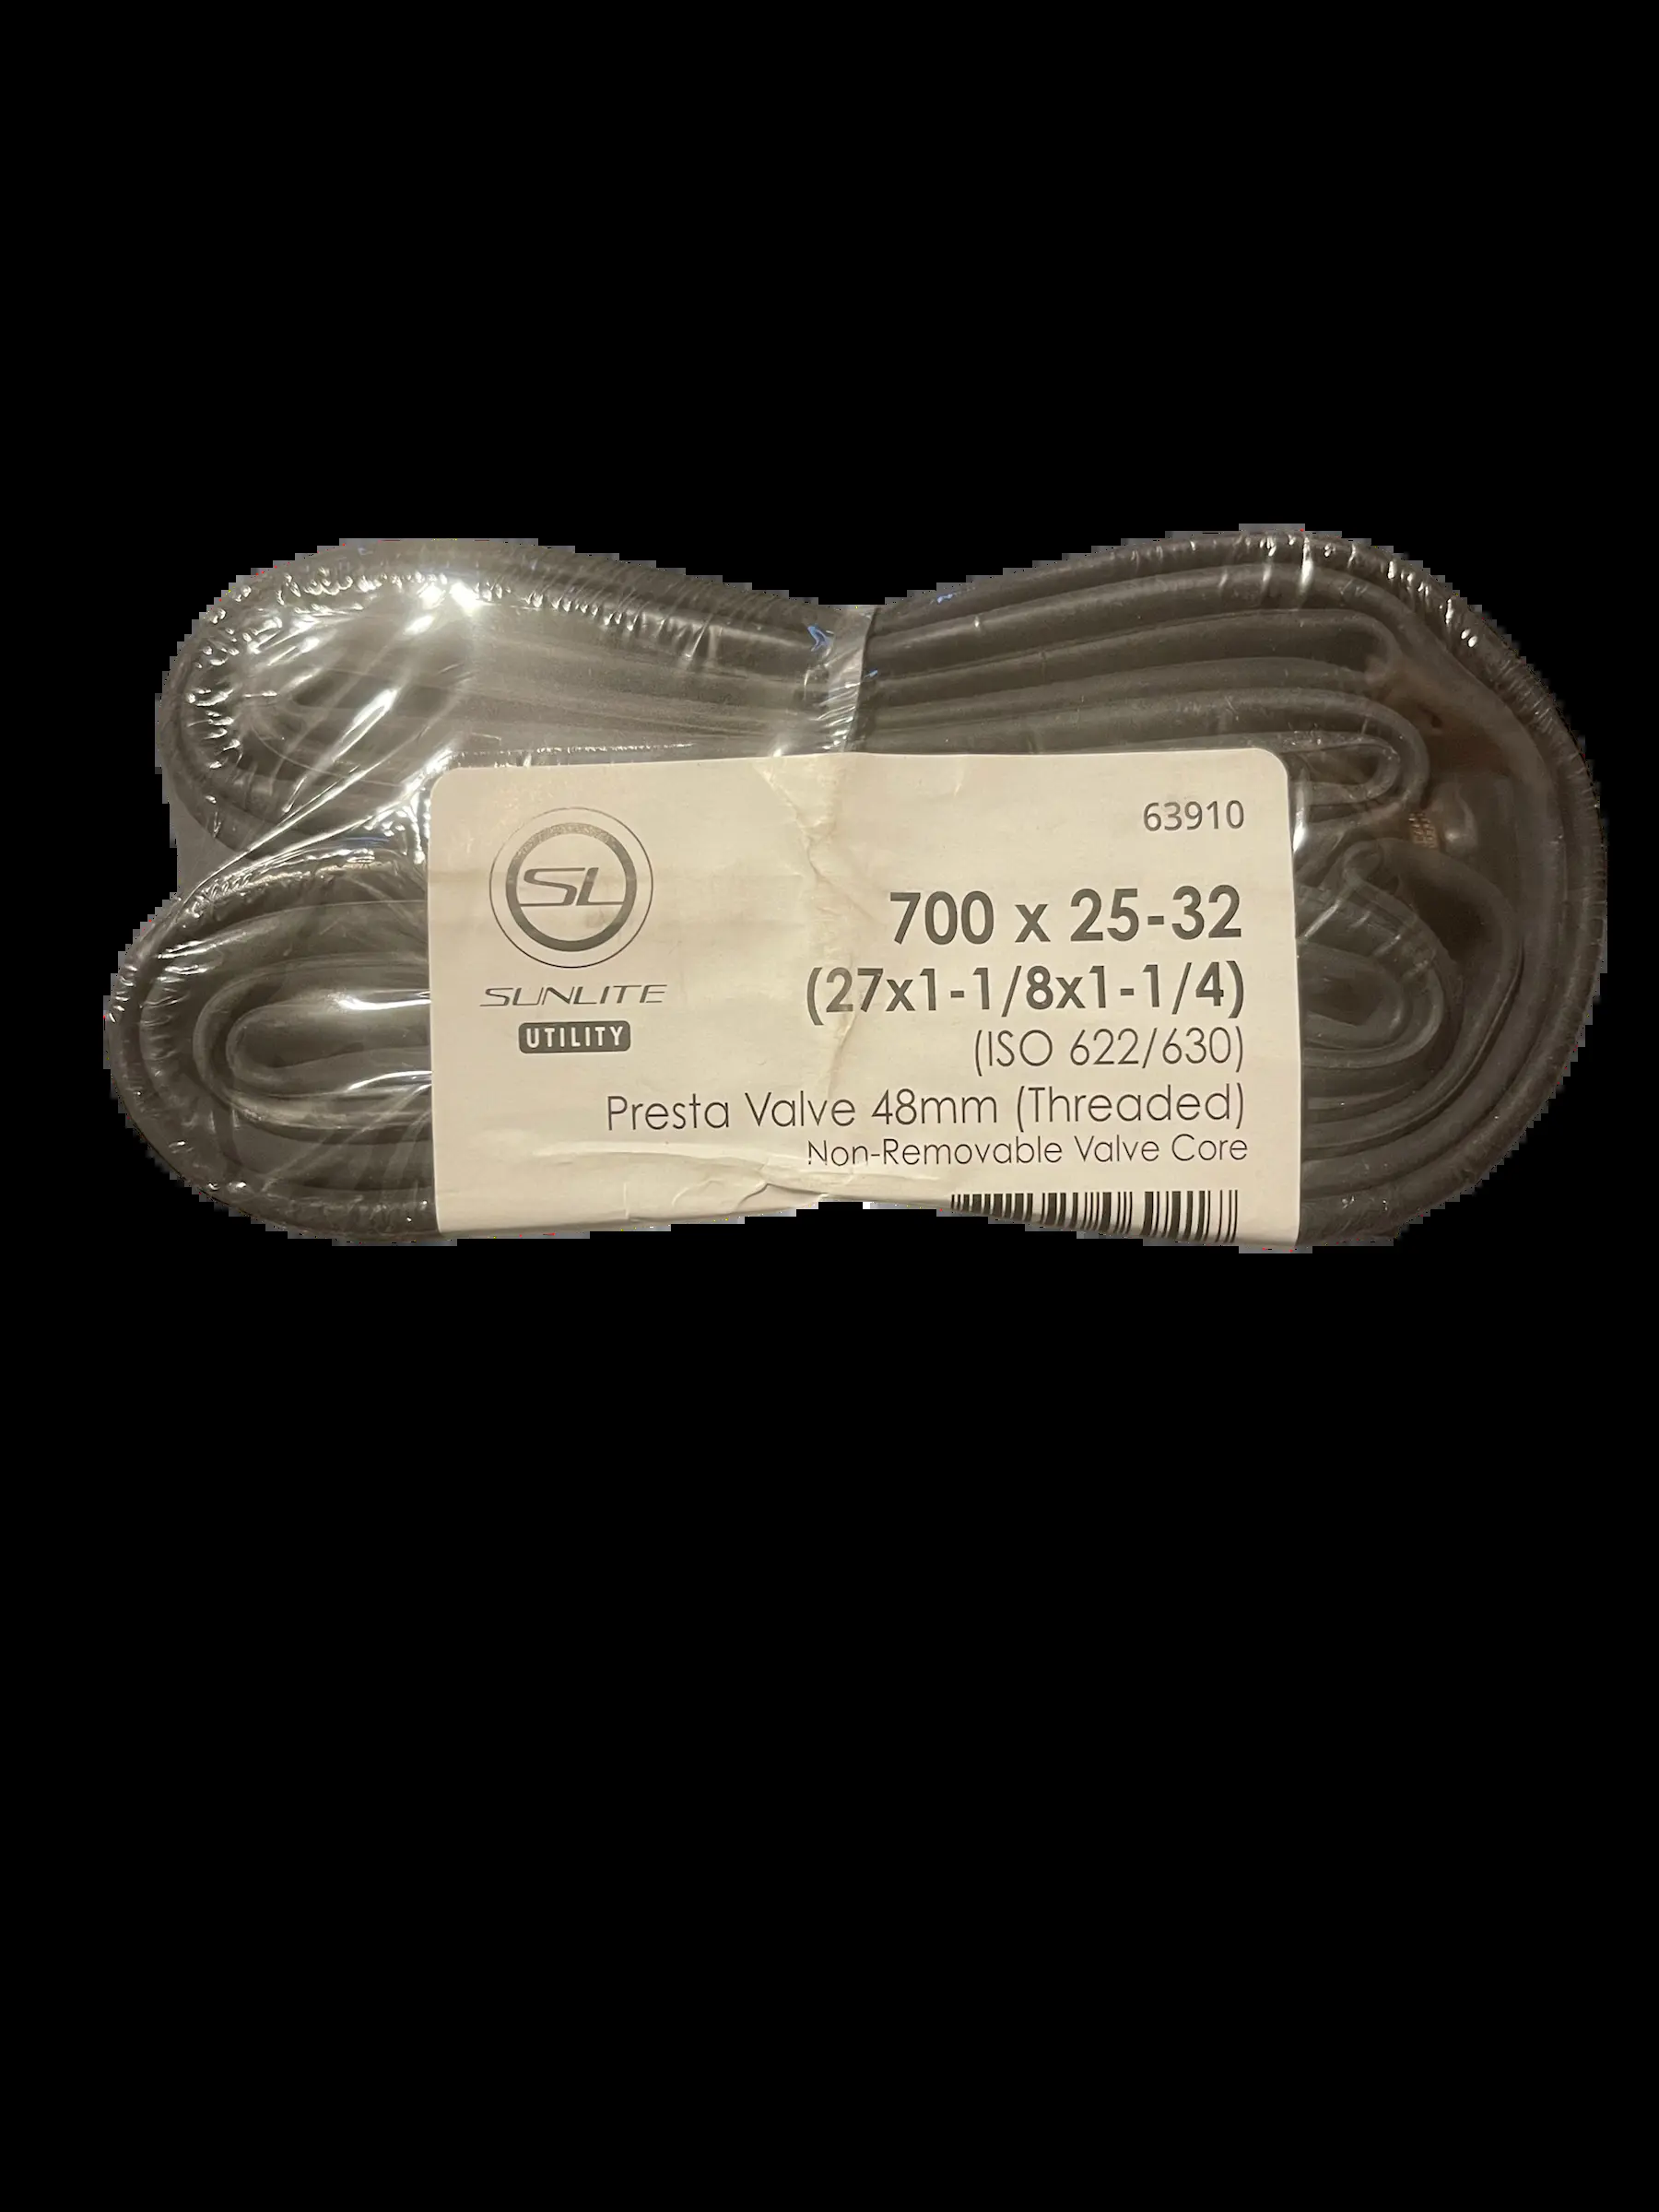 63910
SL
SUNLITE
UTILITY
700 x 25-32
(27x1-1/8x1-1/4)
(ISO 622/630)
Presta Valve 48mm (Threaded)
Non-Removable Valve Core